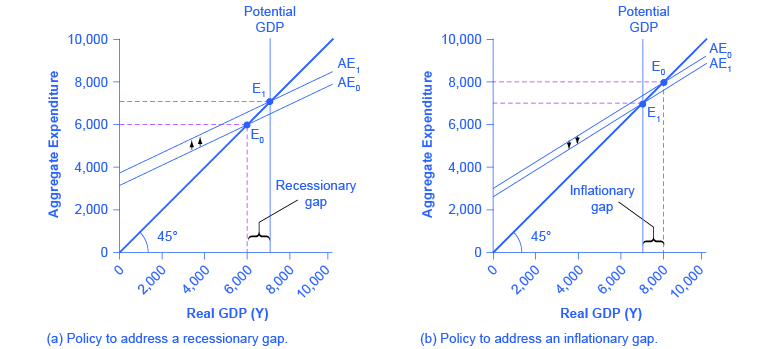 Potential
GDP
10,000
8,000
6,000
4,000
2,000
0
Aggregate Expenditure
AE₁
AE₀
E₁
E₀
Recessionary
gap
45°
0
2,000
4,000
6,000
8,000
10,000
Real GDP (Y)
(a) Policy to address a recessionary gap.
Potential
GDP
10,000
8,000
6,000
4,000
2,000
0
Aggregate Expenditure
AE₀
AE₁
E₀
E₁
Inflationary
gap
45°
0
2,000
4,000
6,000
8,000
10,000
Real GDP (Y)
(b) Policy to address an inflationary gap.